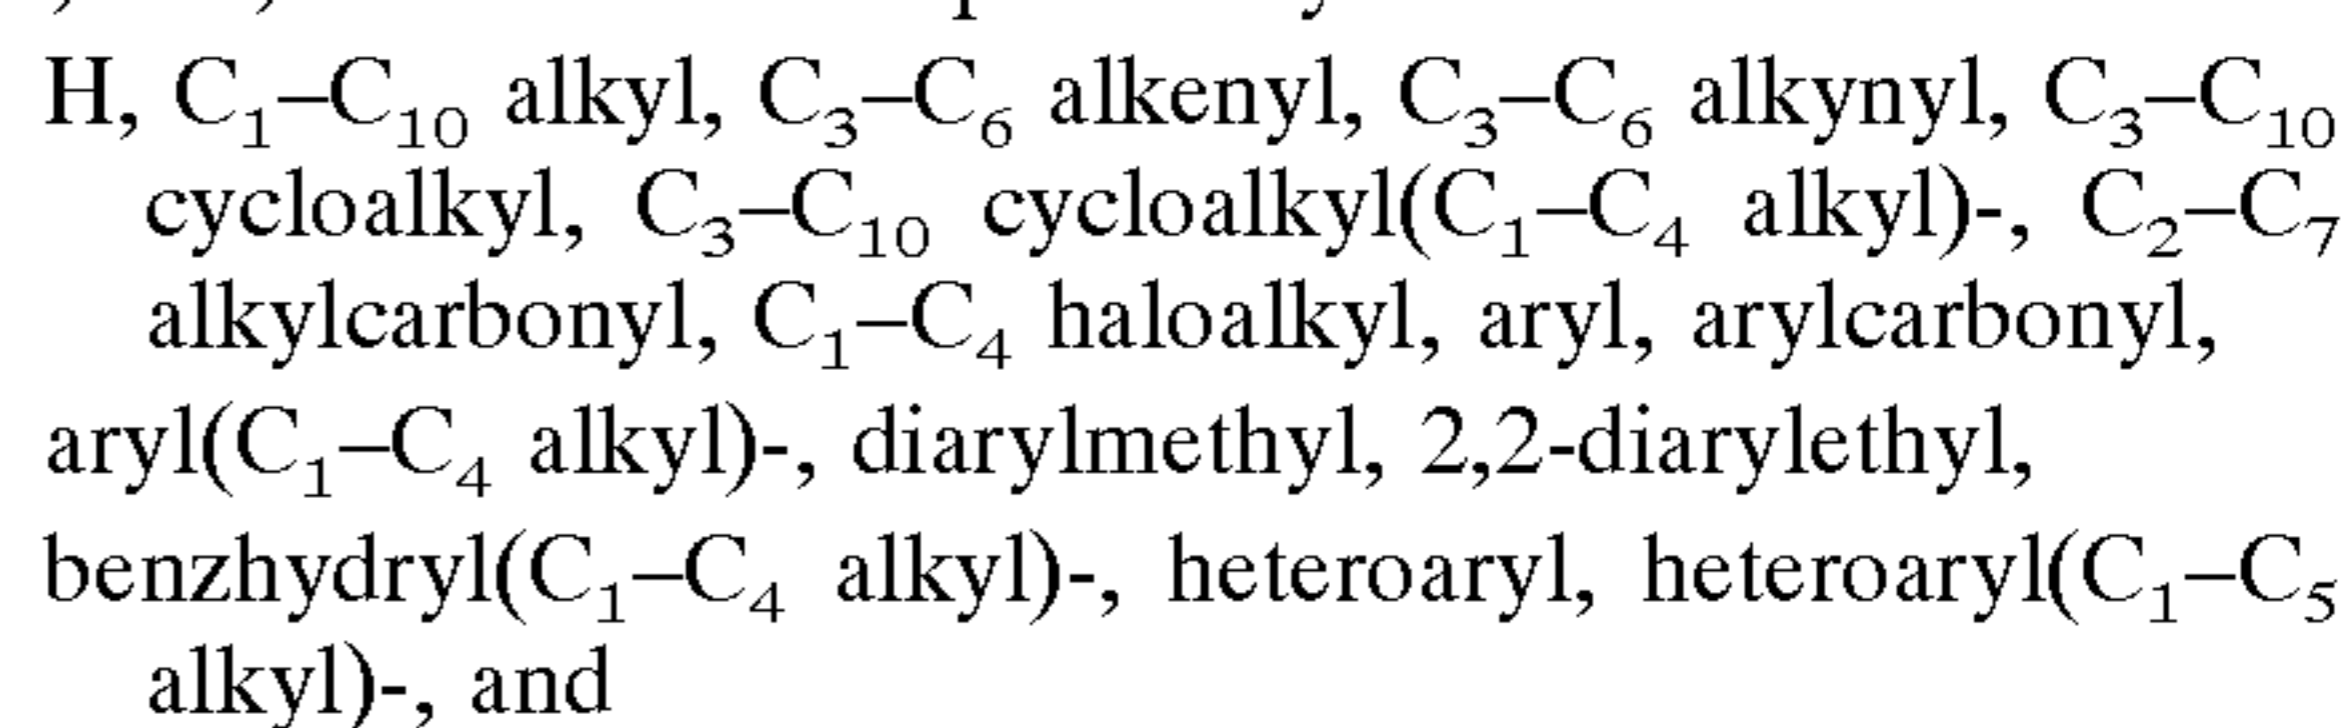 H, C₁–C₁₀ alkyl, C₃–C₆ alkenyl, C₃–C₆ alkynyl, C₃–C₁₀
cycloalkyl, C₃–C₁₀ cycloalkyl(C₁–C₄ alkyl)-, C₂–C₇
alkylcarbonyl, C₁–C₄ haloalkyl, aryl, arylcarbonyl,
aryl(C₁–C₄ alkyl)-, diarylmethyl, 2,2-diarylethyl,
benzhydryl(C₁–C₄ alkyl)-, heteroaryl, heteroaryl(C₁–C₅
alkyl)-, and